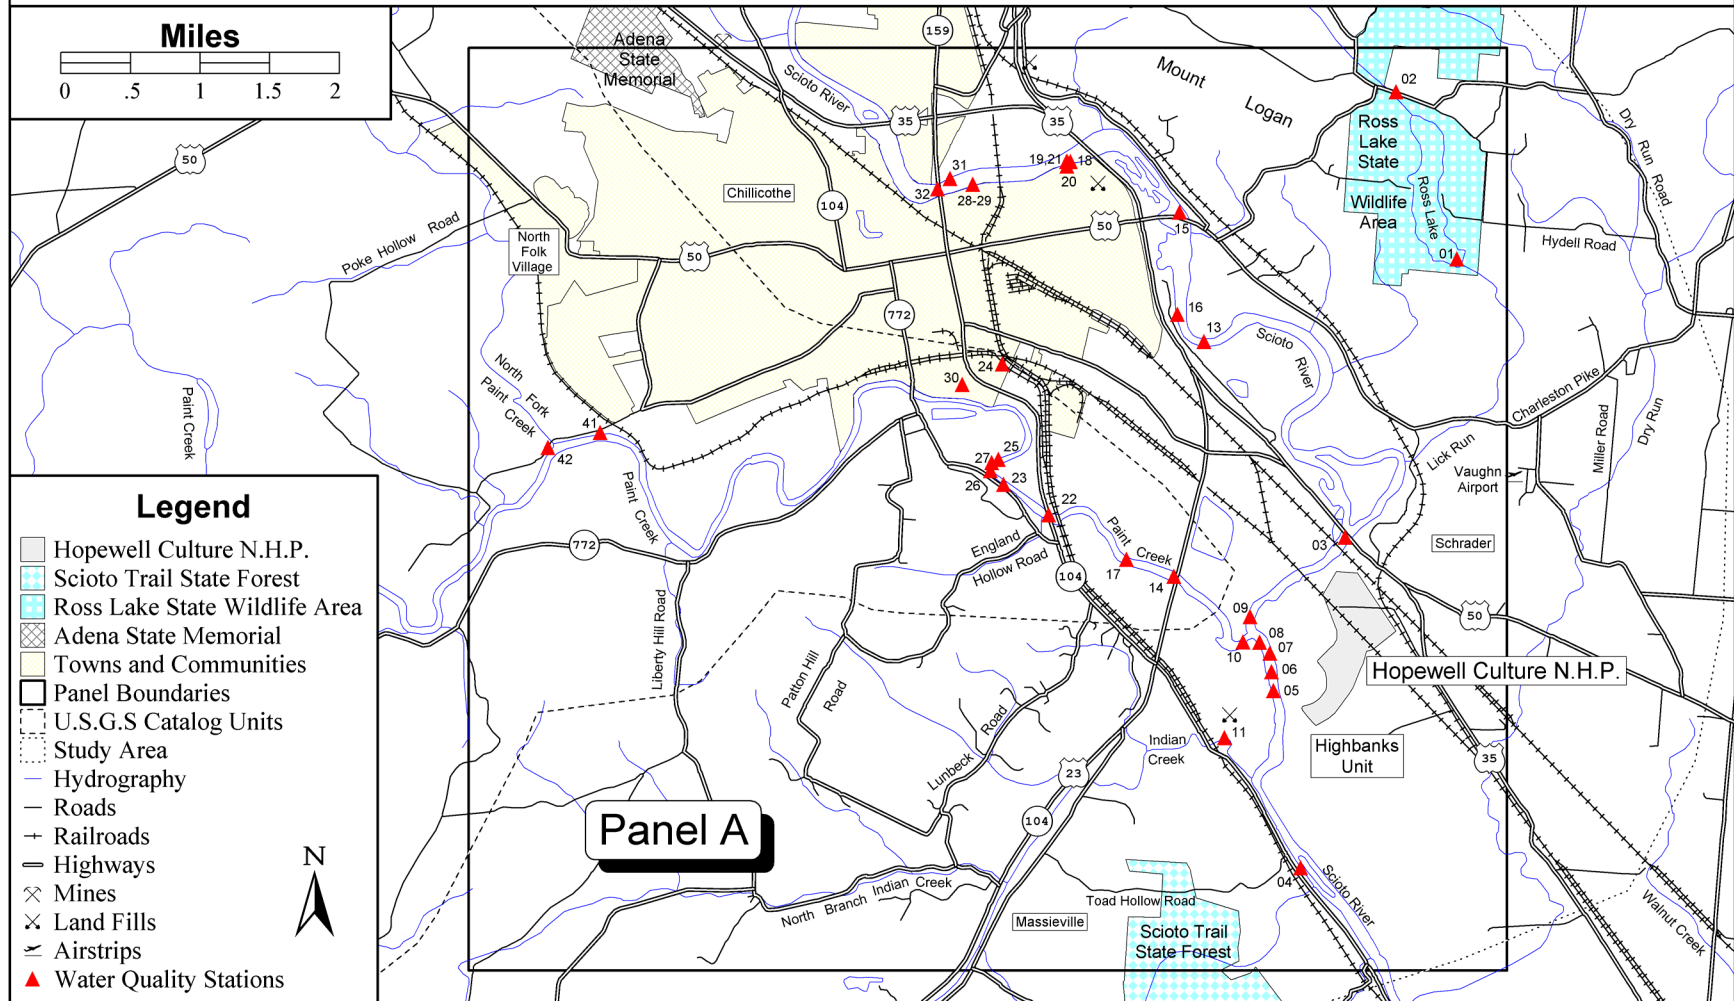 Miles
0 .5 1 1.5 2
Adena
State
Memorial
159
Scioto River
35
35
Mount
Logan
02
Ross
Lake
State
Wildlife
Area
Ross Lake
01
Dry Run Road
Hydell Road
50
Chillicothe
104
31
32
28-29
19,21
18
20
50
15
Poke Hollow Road
North
Folk
Village
50
772
16
13
Scioto River
24
30
Charleston Pike
Miller Road
Dry Run
Lick Run
Vaughn
Airport
Paint Creek
North Fork
Paint Creek
41
42
Paint Creek
25
27
26
23
22
Paint Creek
17
14
03
Schrader
England
Hollow Road
104
772
50
Liberty Hill Road
Patton Hill
Road
09
08
07
10
06
05
Hopewell Culture N.H.P.
11
Highbanks
Unit
35
Indian
Creek
Lunbeck Road
23
104
Panel A
North Branch Indian Creek
Toad Hollow Road
Massieville
Scioto Trail
State Forest
04
Scioto River
Walnut Creek
Legend
Hopewell Culture N.H.P.
Scioto Trail State Forest
Ross Lake State Wildlife Area
Adena State Memorial
Towns and Communities
Panel Boundaries
U.S.G.S Catalog Units
Study Area
Hydrography
Roads
Railroads
Highways
Mines
Land Fills
Airstrips
Water Quality Stations
N